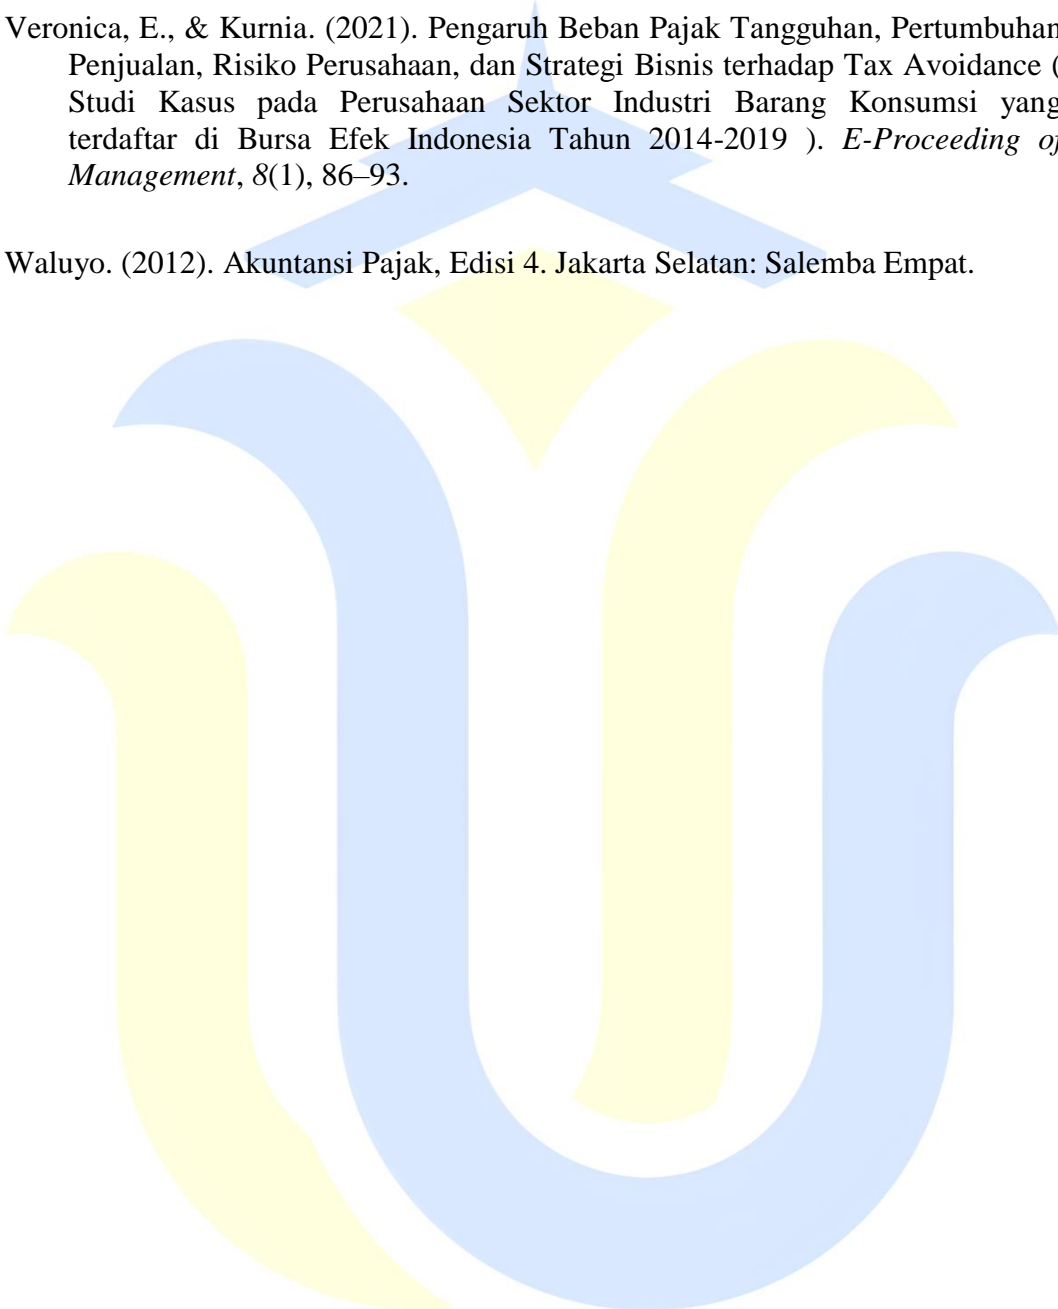 Veronica, E., & Kurnia. (2021). Pengaruh Beban Pajak Tangguhan, Pertumbuhan
Penjualan, Risiko Perusahaan, dan Strategi Bisnis terhadap Tax Avoidance (
Studi Kasus pada Perusahaan Sektor Industri Barang Konsumsi yang
terdaftar di Bursa Efek Indonesia Tahun 2014-2019 ). E-Proceeding of
Management, 8(1), 86–93.
Waluyo. (2012). Akuntansi Pajak, Edisi 4. Jakarta Selatan: Salemba Empat.